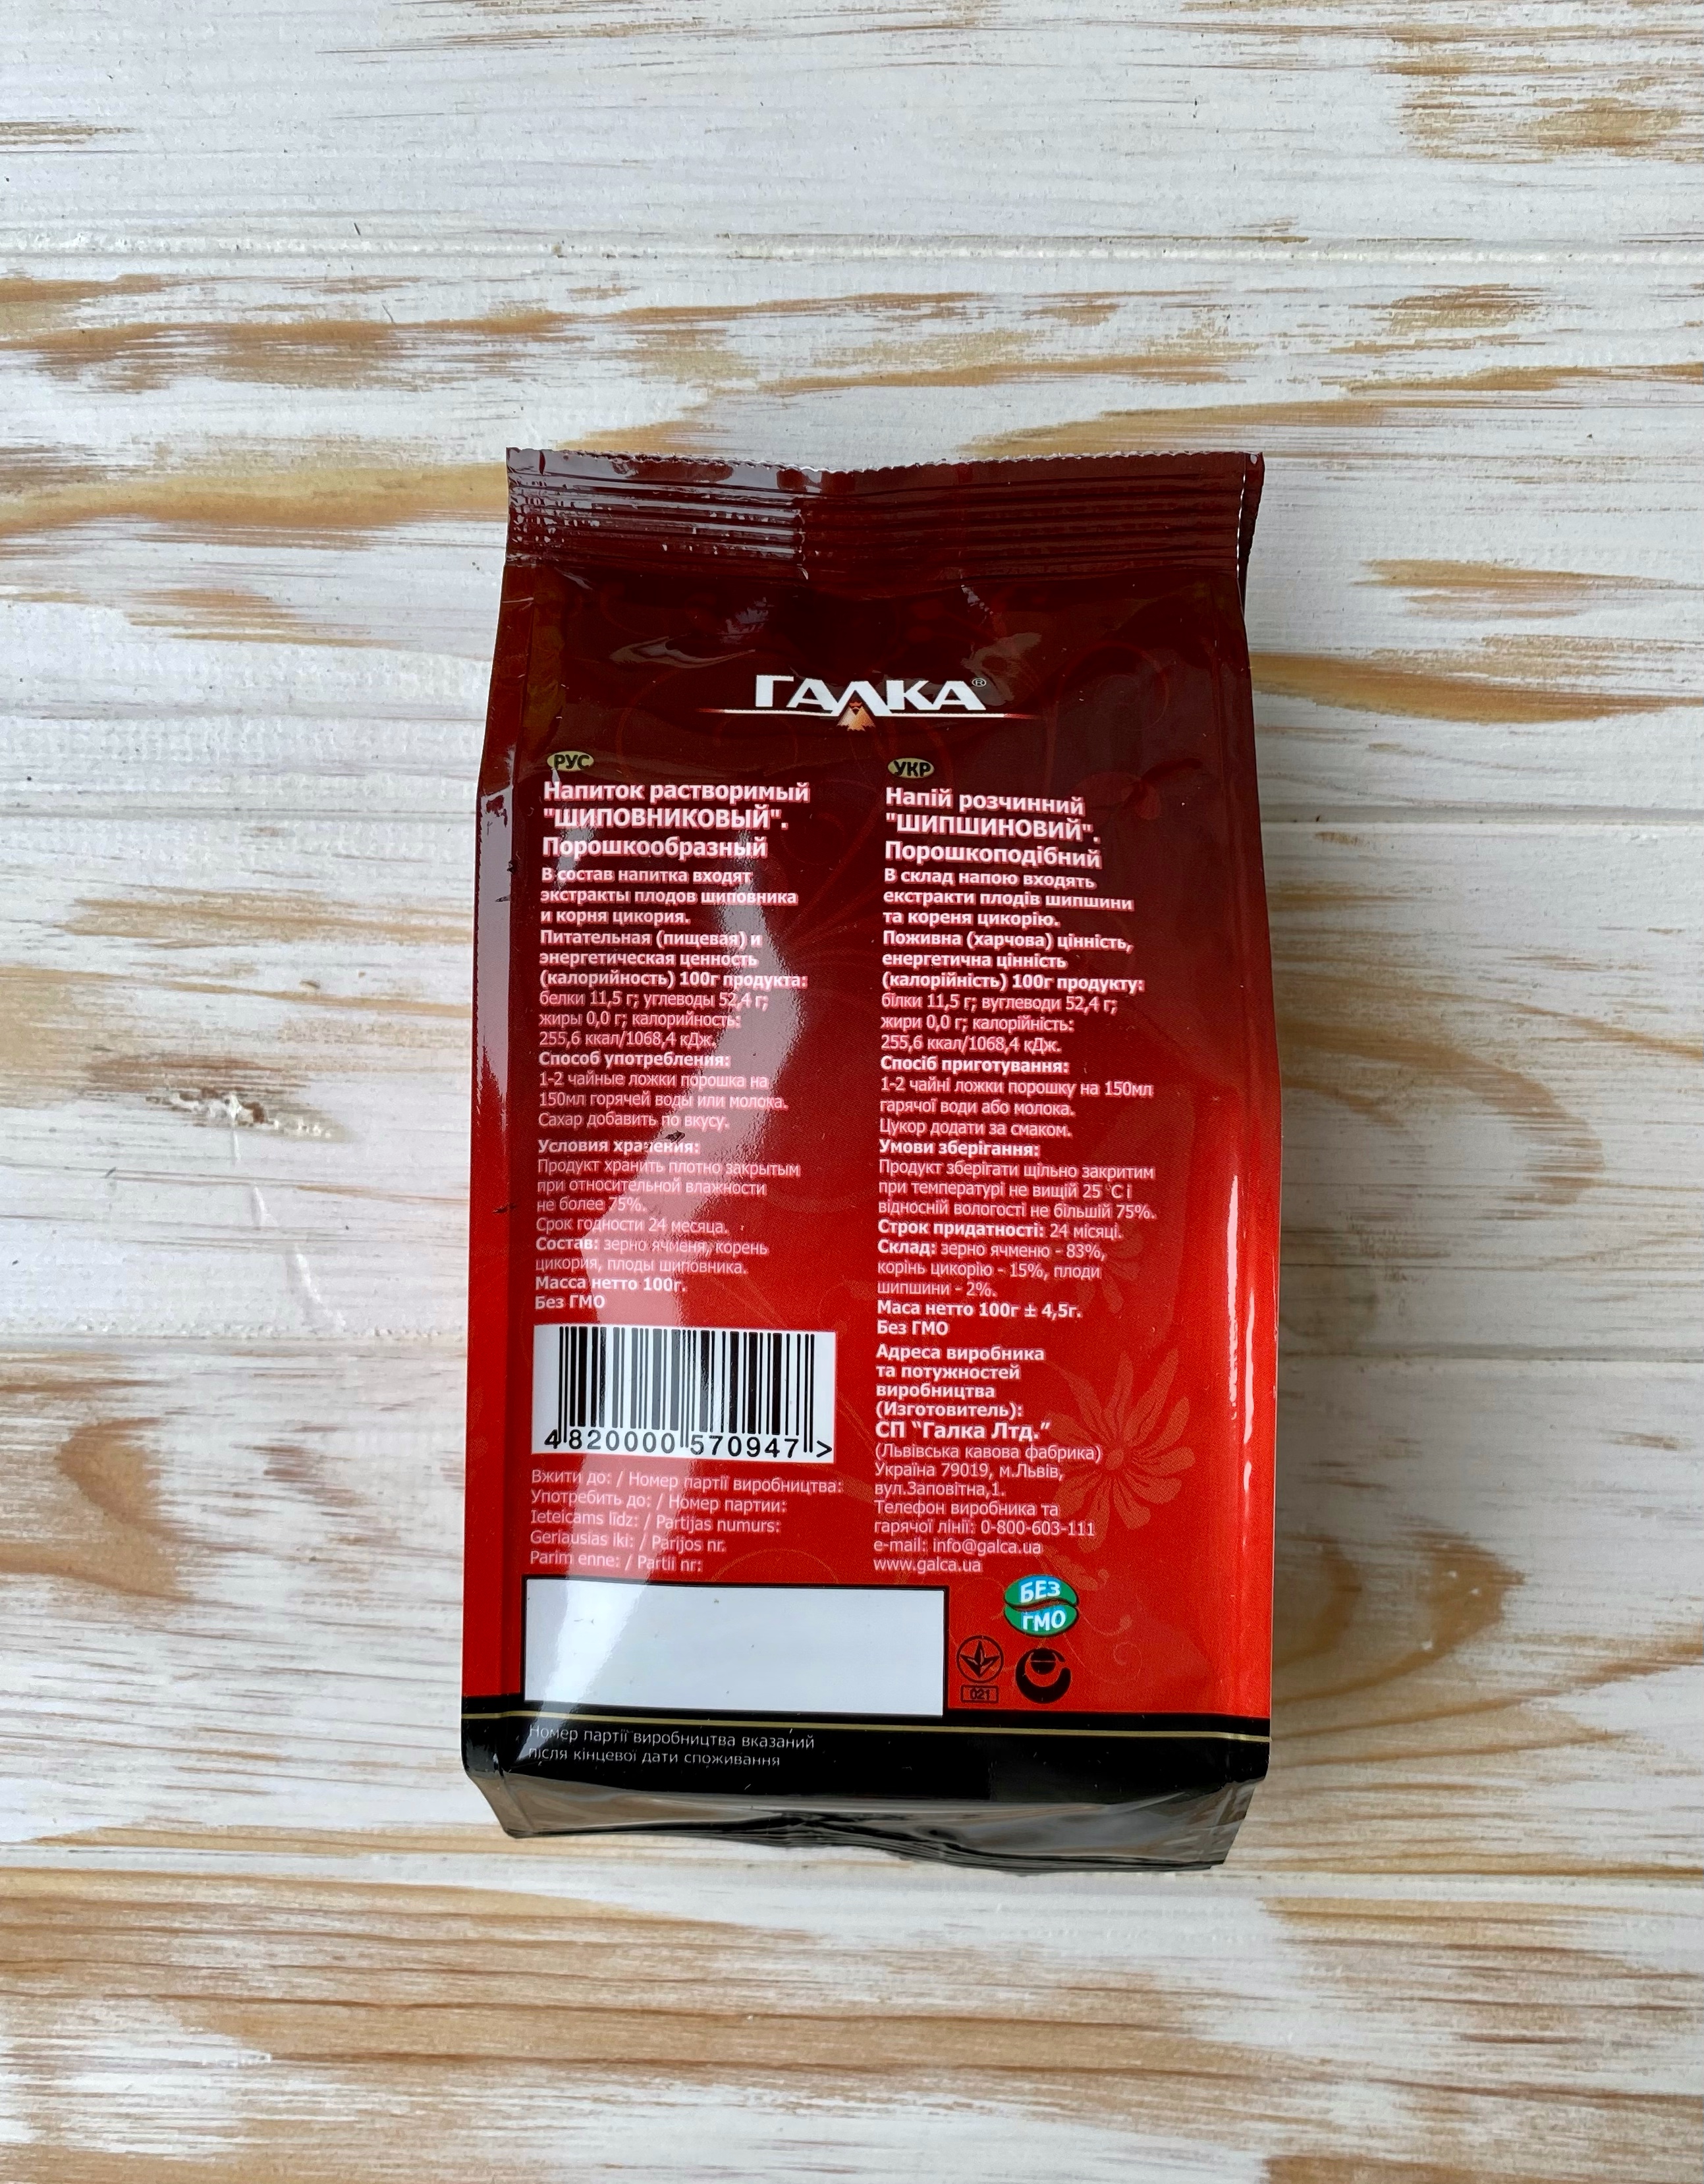 ГАЛКА®
РУС
Напиток растворимый
"ШИПОВНИКОВЫЙ".
Порошкообразный
В состав напитка входят
экстракты плодов шиповника
и корня цикория.
Питательная (пищевая) и
энергетическая ценность
(калорийность) 100г продукта:
белки 11,5 г; углеводы 52,4 г;
жиры 0,0 г; калорийность:
255,6 ккал/1068,4 кДж.
Способ употребления:
1-2 чайные ложки порошка на
150мл горячей воды или молока.
Сахар добавить по вкусу.
Условия хранения:
Продукт хранить плотно закрытым
при относительной влажности
не более 75%.
Срок годности 24 месяца.
Состав: зерно ячменя, корень
цикория, плоды шиповника.
Масса нетто 100г.
Без ГМО
4 820000 570947 >
Вжити до: / Номер партії виробництва:
Употребить до: / Номер партии:
Ieteicams līdz: / Partijas numurs:
Geriausias iki: / Parijos nr.
Parim enne: / Partii nr:
УКР
Напій розчинний
"ШИПШИНОВИЙ".
Порошкоподібний
В склад напою входять
екстракти плодів шипшини
та кореня цикорію.
Поживна (харчова) цінність,
енергетична цінність
(калорійність) 100г продукту:
білки 11,5 г; вуглеводи 52,4 г;
жири 0,0 г; калорійність:
255,6 ккал/1068,4 кДж.
Спосіб приготування:
1-2 чайні ложки порошку на 150мл
гарячої води або молока.
Цукор додати за смаком.
Умови зберігання:
Продукт зберігати щільно закритим
при температурі не вищій 25 °С і
відносній вологості не більшій 75%.
Строк придатності: 24 місяці.
Склад: зерно ячменю - 83%,
корінь цикорію - 15%, плоди
шипшини - 2%.
Маса нетто 100г ± 4,5г.
Без ГМО
Адреса виробника
та потужностей
виробництва
(Изготовитель):
СП “Галка Лтд.”
(Львівська кавова фабрика)
Україна 79019, м.Львів,
вул.Заповітна,1.
Телефон виробника та
гарячої лінії: 0-800-603-111
e-mail: info@galca.ua
www.galca.ua
БЕЗ
ГМО
021
Номер партії виробництва вказаний
після кінцевої дати споживання